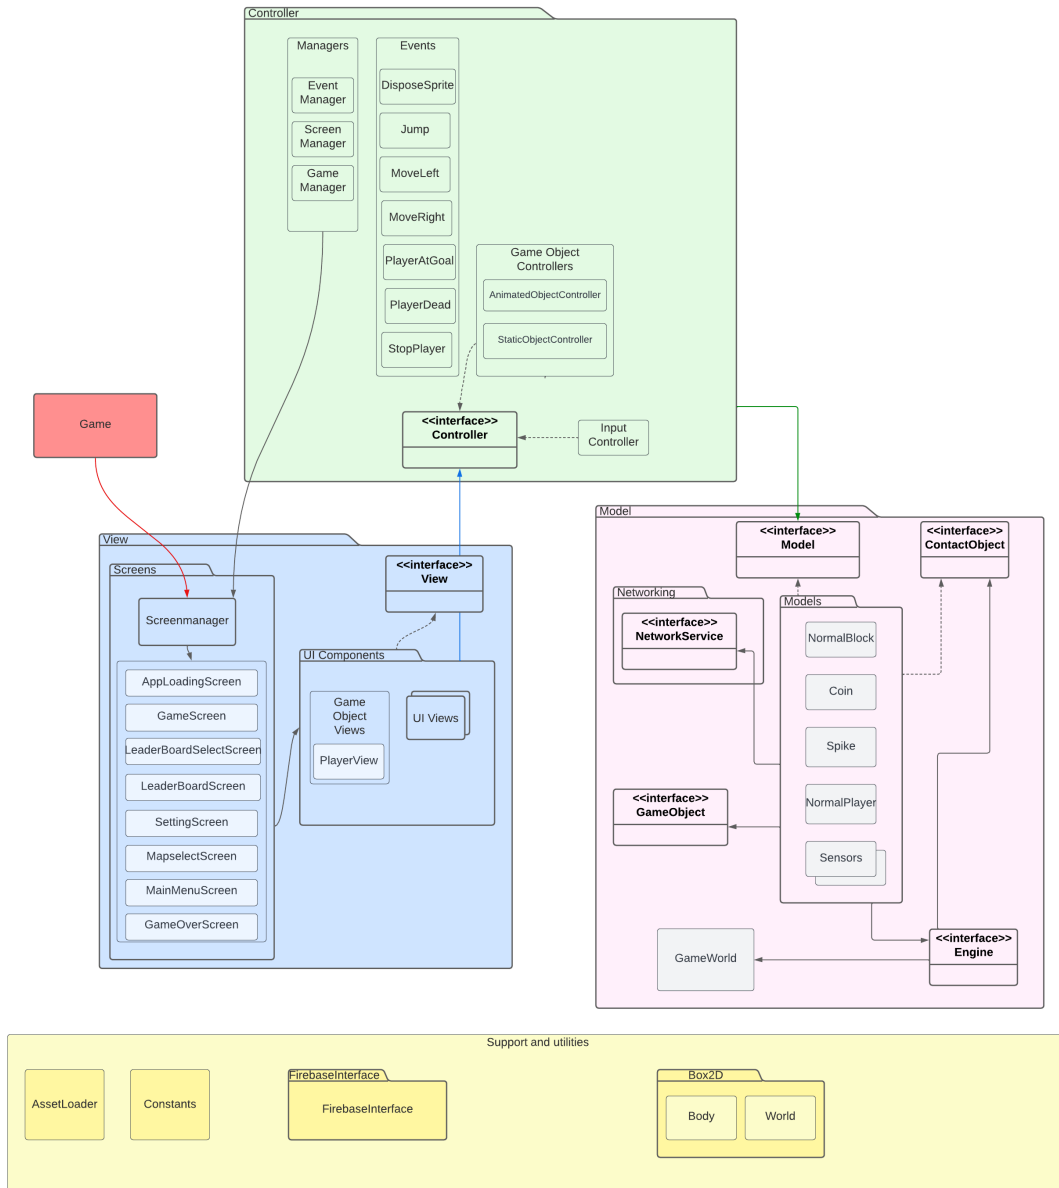 Controller
Managers
Event
Manager
Screen
Manager
Game
Manager
Events
DisposeSprite
Jump
MoveLeft
MoveRight
PlayerAtGoal
PlayerDead
StopPlayer
Game Object
Controllers
AnimatedObjectController
StaticObjectController
<<interface>>
Controller
Input
Controller
Game
View
Screens
Screenmanager
AppLoadingScreen
GameScreen
LeaderBoardSelectScreen
LeaderBoardScreen
SettingScreen
MapselectScreen
MainMenuScreen
GameOverScreen
<<interface>>
View
UI Components
Game
Object
Views
PlayerView
UI Views
Model
<<interface>>
Model
<<interface>>
ContactObject
Networking
<<interface>>
NetworkService
Models
NormalBlock
Coin
Spike
NormalPlayer
Sensors
<<interface>>
GameObject
GameWorld
<<interface>>
Engine
Support and utilities
AssetLoader
Constants
FirebaseInterface
FirebaseInterface
Box2D
Body
World